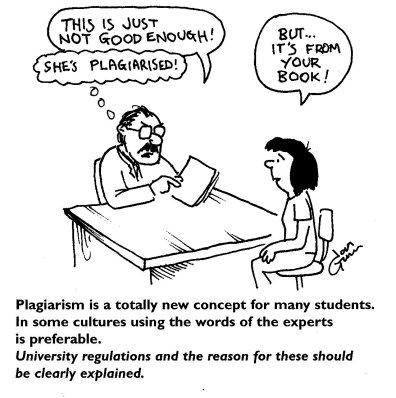 THIS IS JUST
NOT GOOD ENOUGH!
SHE'S PLAGIARISED!
BUT...
IT'S FROM
YOUR
BOOK!
Plagiarism is a totally new concept for many students.
In some cultures using the words of the experts
is preferable.
University regulations and the reason for these should
be clearly explained.